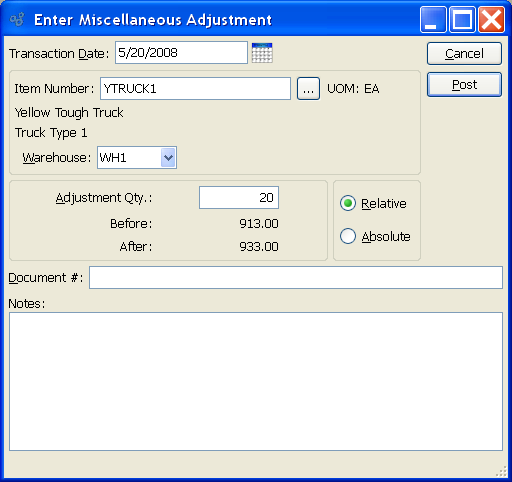 Enter Miscellaneous Adjustment
Transaction Date: 5/20/2008
Cancel
Item Number: YTRUCK1 ... UOM: EA
Post
Yellow Tough Truck
Truck Type 1
Warehouse: WH1
Adjustment Qty.: 20
Relative
Before: 913.00
Absolute
After: 933.00
Document #:
Notes: